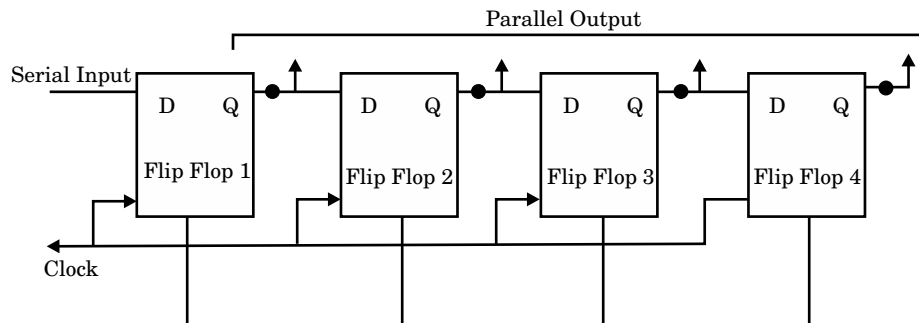 Parallel Output
Serial Input
D Q
D Q
D Q
D Q
Flip Flop 1
Flip Flop 2
Flip Flop 3
Flip Flop 4
Clock